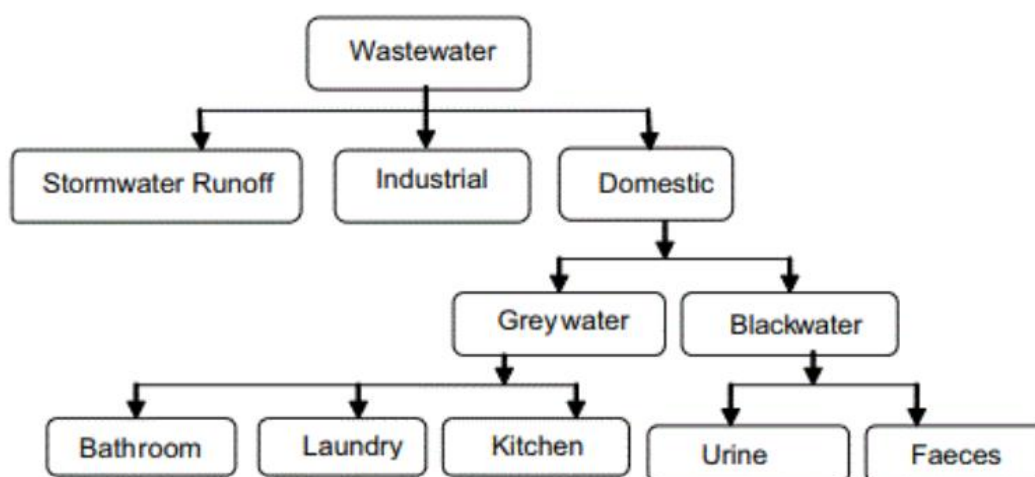 Wastewater
Stormwater Runoff
Industrial
Domestic
Greywater
Blackwater
Bathroom
Laundry
Kitchen
Urine
Faeces